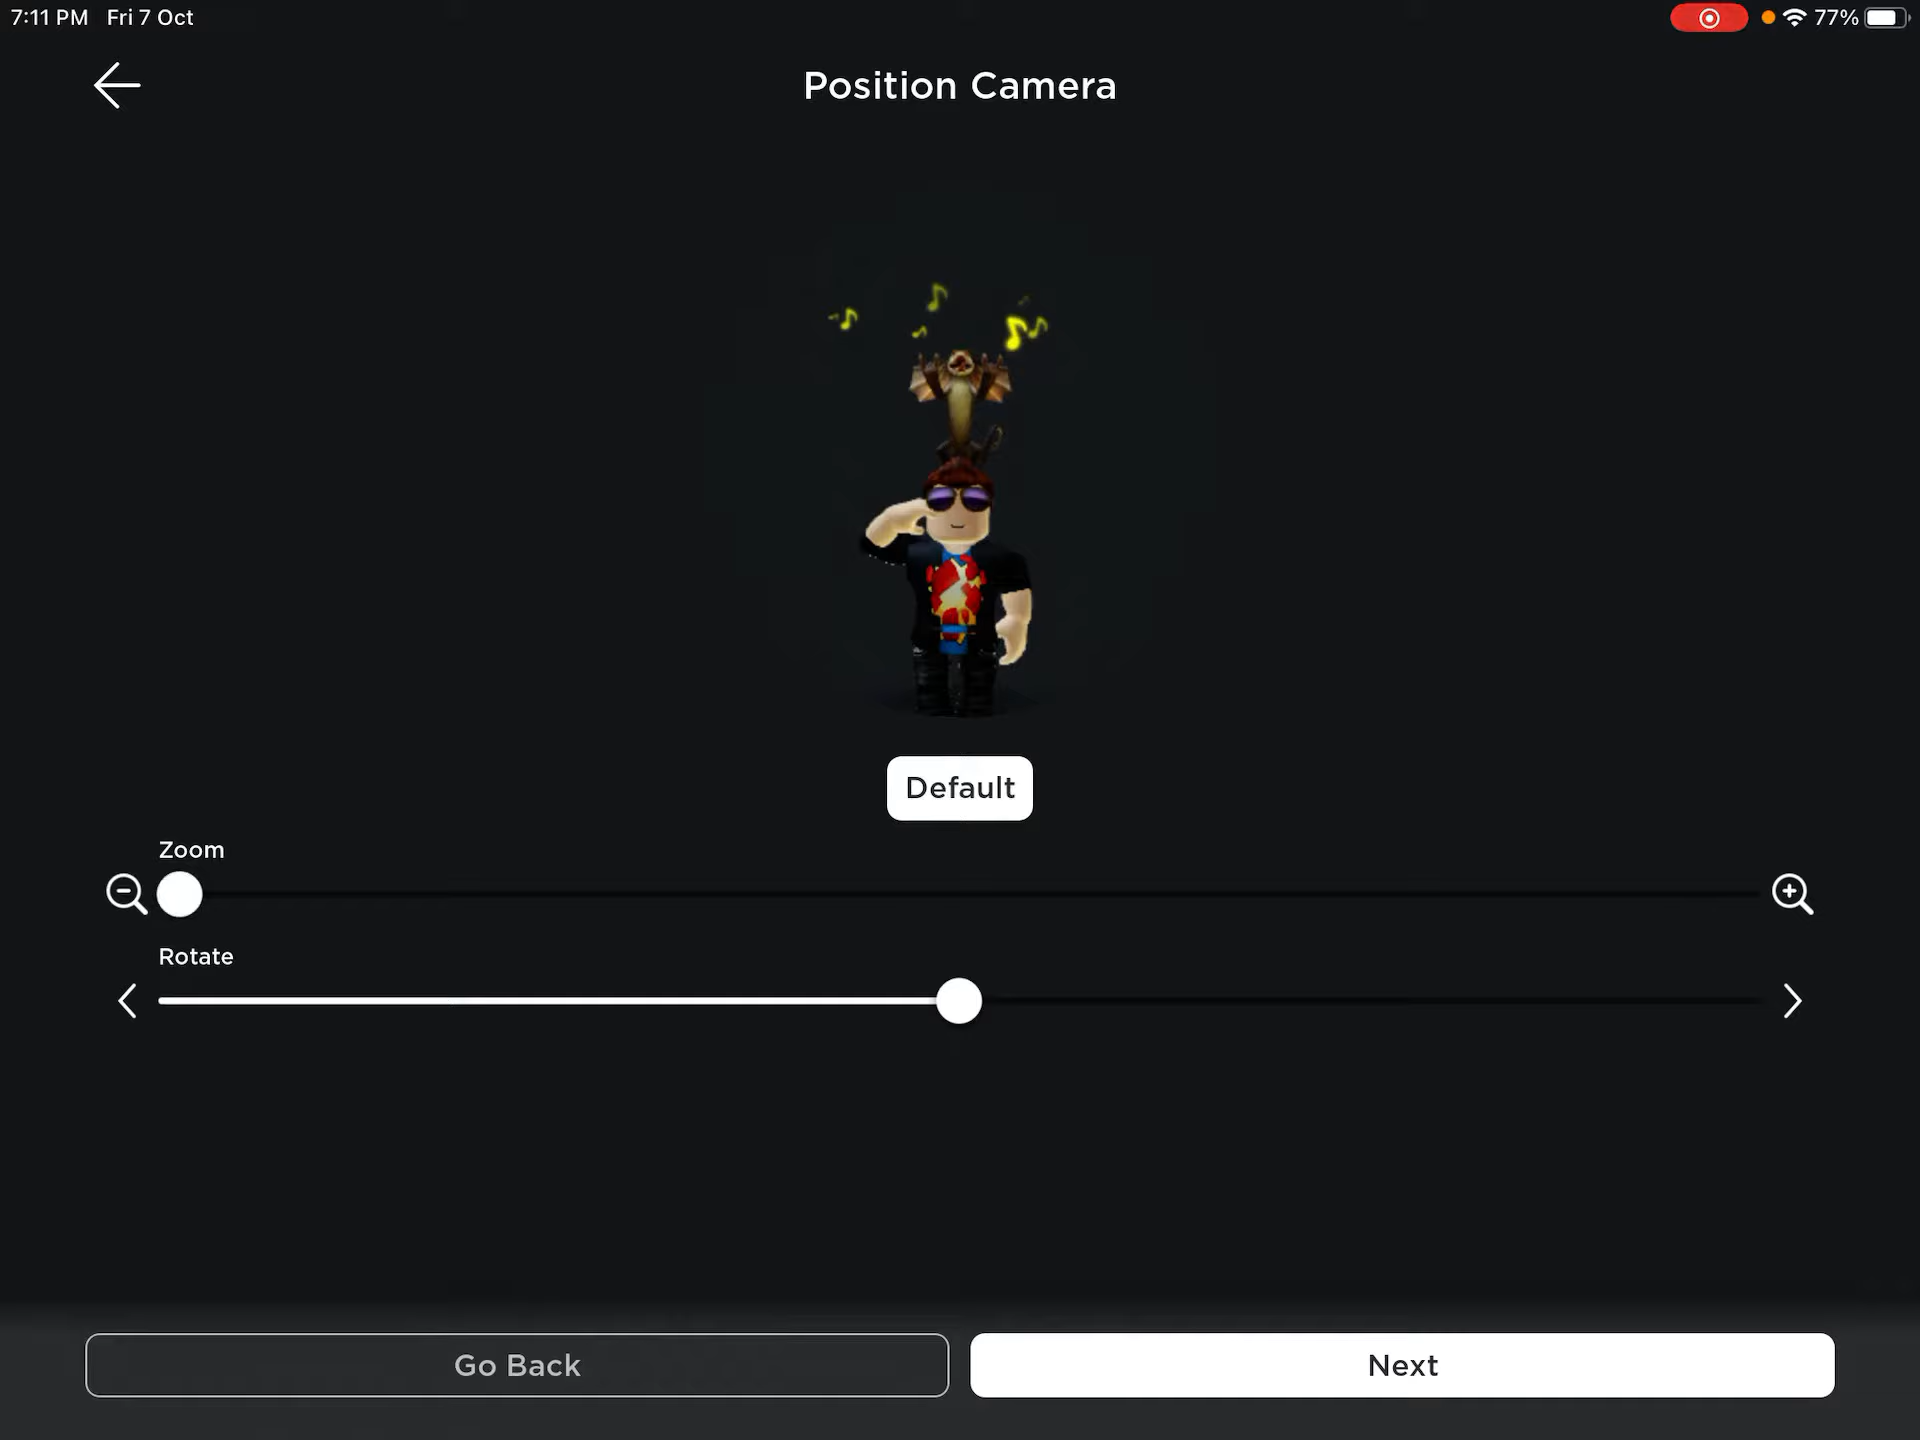 7:11 PM Fri 7 Oct 77%
Position Camera
Default
Zoom
Rotate
Go Back Next